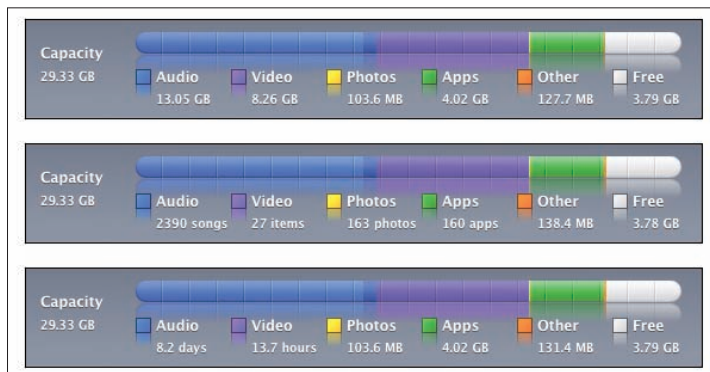 Capacity
29.33 GB
Audio Video Photos Apps Other Free
13.05 GB 8.26 GB 103.6 MB 4.02 GB 127.7 MB 3.79 GB
Capacity
29.33 GB
Audio Video Photos Apps Other Free
2390 songs 27 items 163 photos 160 apps 138.4 MB 3.78 GB
Capacity
29.33 GB
Audio Video Photos Apps Other Free
8.2 days 13.7 hours 103.6 MB 4.02 GB 131.4 MB 3.79 GB